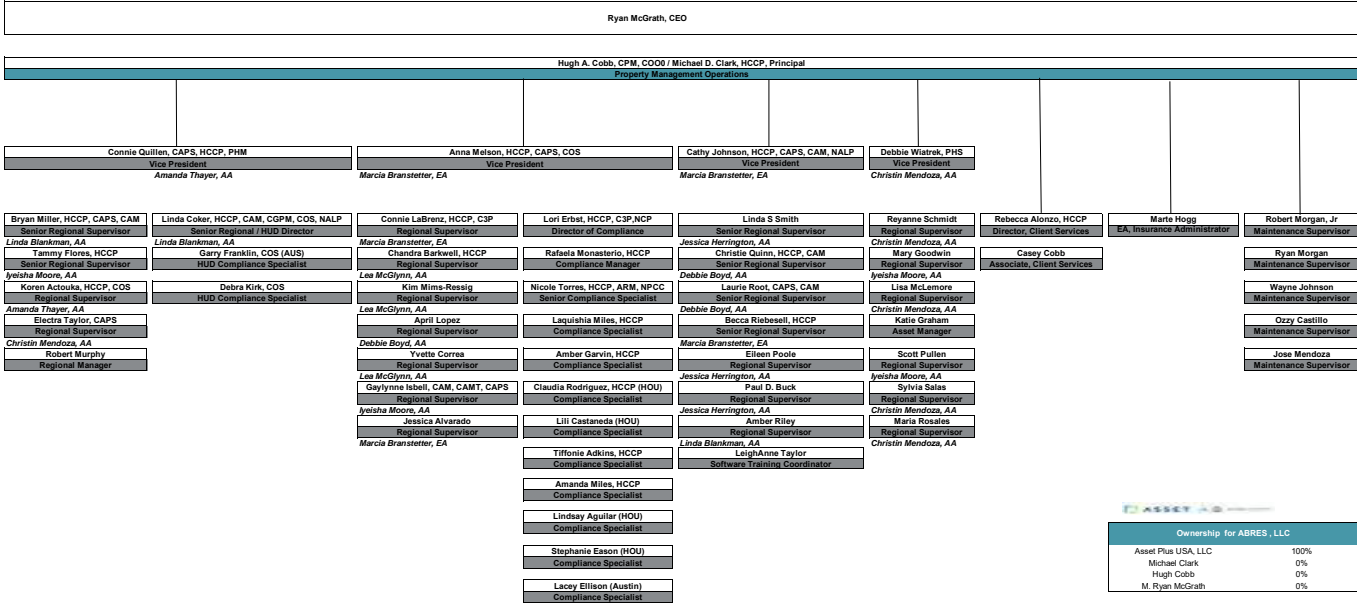 Ryan McGrath, CEO
Hugh A. Cobb, CPM, COO0 / Michael D. Clark, HCCP, Principal
Property Management Operations
Connie Quillen, CAPS, HCCP, PHM
Vice President
Amanda Thayer, AA
Anna Melson, HCCP, CAPS, COS
Vice President
Marcia Branstetter, EA
Cathy Johnson, HCCP, CAPS, CAM, NALP
Vice President
Marcia Branstetter, EA
Debbie Wiatrek, PHS
Vice President
Christin Mendoza, AA
Bryan Miller, HCCP, CAPS, CAM
Senior Regional Supervisor
Linda Blankman, AA
Tammy Flores, HCCP
Senior Regional Supervisor
Iyeisha Moore, AA
Koren Actouka, HCCP, COS
Regional Supervisor
Amanda Thayer, AA
Electra Taylor, CAPS
Regional Supervisor
Christin Mendoza, AA
Robert Murphy
Regional Manager
Linda Coker, HCCP, CAM, CGPM, COS, NALP
Senior Regional / HUD Director
Linda Blankman, AA
Garry Franklin, COS (AUS)
HUD Compliance Specialist
Debra Kirk, COS
HUD Compliance Specialist
Connie LaBrenz, HCCP, C3P
Regional Supervisor
Marcia Branstetter, EA
Chandra Barkwell, HCCP
Regional Supervisor
Lea McGlynn, AA
Kim Mims-Ressig
Regional Supervisor
Lea McGlynn, AA
April Lopez
Regional Supervisor
Debbie Boyd, AA
Yvette Correa
Regional Supervisor
Lea McGlynn, AA
Gaylynne Isbell, CAM, CAMT, CAPS
Regional Supervisor
Iyeisha Moore, AA
Jessica Alvarado
Regional Supervisor
Marcia Branstetter, EA
Lori Erbst, HCCP, C3P,NCP
Director of Compliance
Rafaela Monasterio, HCCP
Compliance Manager
Nicole Torres, HCCP, ARM, NPCC
Senior Compliance Specialist
Laquishia Miles, HCCP
Compliance Specialist
Amber Garvin, HCCP
Compliance Specialist
Claudia Rodriguez, HCCP (HOU)
Compliance Specialist
Lili Castaneda (HOU)
Compliance Specialist
Tiffonie Adkins, HCCP
Compliance Specialist
Amanda Miles, HCCP
Compliance Specialist
Lindsay Aguilar (HOU)
Compliance Specialist
Stephanie Eason (HOU)
Compliance Specialist
Lacey Ellison (Austin)
Compliance Specialist
Linda S Smith
Senior Regional Supervisor
Jessica Herrington, AA
Christie Quinn, HCCP, CAM
Senior Regional Supervisor
Debbie Boyd, AA
Laurie Root, CAPS, CAM
Senior Regional Supervisor
Debbie Boyd, AA
Becca Riebesell, HCCP
Senior Regional Supervisor
Marcia Branstetter, EA
Eileen Poole
Regional Supervisor
Jessica Herrington, AA
Paul D. Buck
Regional Supervisor
Jessica Herrington, AA
Amber Riley
Regional Supervisor
Linda Blankman, AA
LeighAnne Taylor
Software Training Coordinator
Reyanne Schmidt
Regional Supervisor
Christin Mendoza, AA
Mary Goodwin
Regional Supervisor
Iyeisha Moore, AA
Lisa McLemore
Regional Supervisor
Christin Mendoza, AA
Katie Graham
Asset Manager
Scott Pullen
Regional Supervisor
Iyeisha Moore, AA
Sylvia Salas
Regional Supervisor
Christin Mendoza, AA
Maria Rosales
Regional Supervisor
Christin Mendoza, AA
Rebecca Alonzo, HCCP
Director, Client Services
Casey Cobb
Associate, Client Services
Marte Hogg
EA, Insurance Administrator
Robert Morgan, Jr
Maintenance Supervisor
Ryan Morgan
Maintenance Supervisor
Wayne Johnson
Maintenance Supervisor
Ozzy Castillo
Maintenance Supervisor
Jose Mendoza
Maintenance Supervisor
ASSET
Ownership for ABRES , LLC
Asset Plus USA, LLC 100%
Michael Clark 0%
Hugh Cobb 0%
M. Ryan McGrath 0%